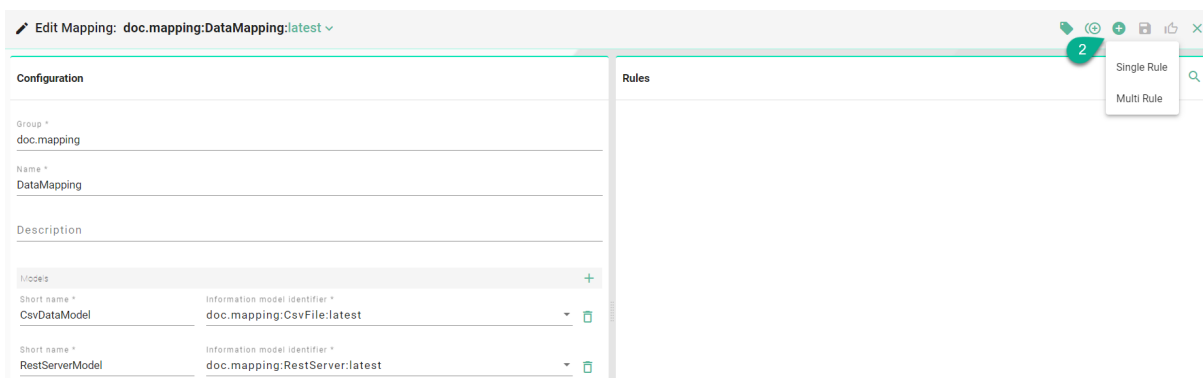 Edit Mapping: doc.mapping:DataMapping:latest
2
Single Rule
Multi Rule
Configuration
Rules
Group *
doc.mapping
Name *
DataMapping
Description
Models
Short name * Information model identifier *
CsvDataModel doc.mapping:CsvFile:latest
Short name * Information model identifier *
RestServerModel doc.mapping:RestServer:latest